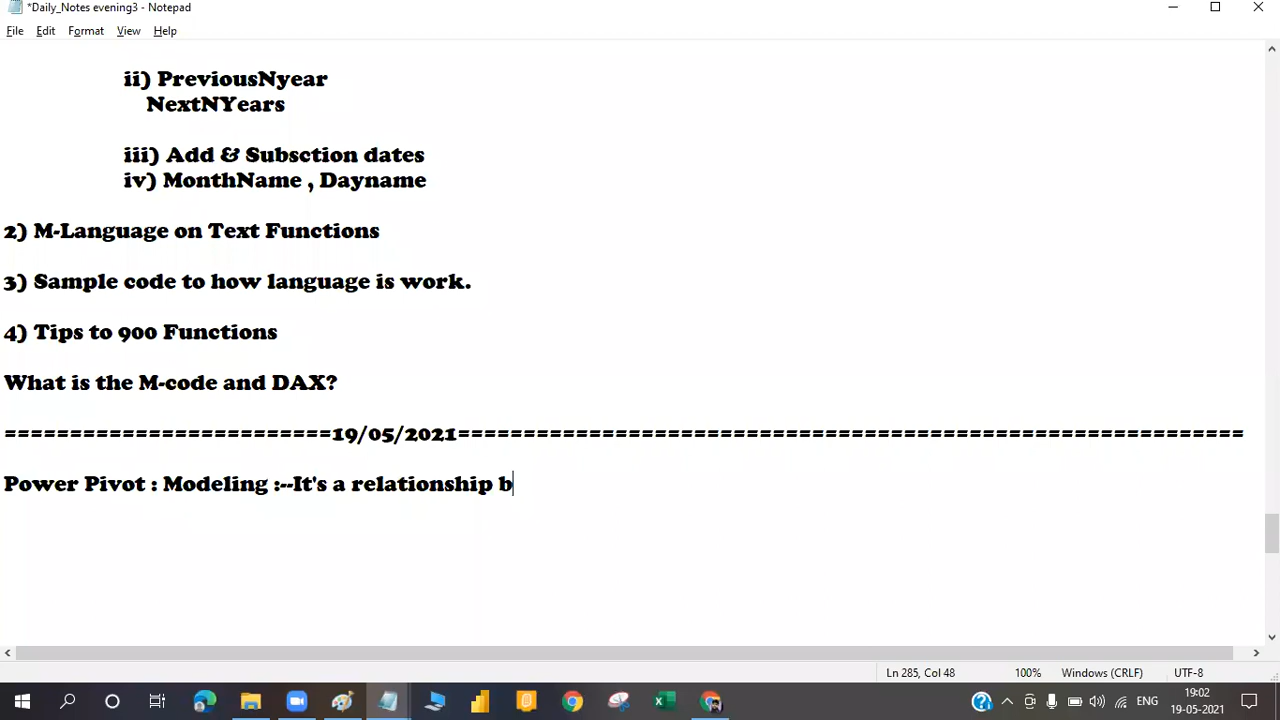 *Daily_Notes evening3 - Notepad
File Edit Format View Help
ii) PreviousNyear
NextNYears
iii) Add & Subsction dates
iv) MonthName , Dayname
2) M-Language on Text Functions
3) Sample code to how language is work.
4) Tips to 900 Functions
What is the M-code and DAX?
=========================19/05/2021============================================================
Power Pivot : Modeling :--It's a relationship b
Ln 285, Col 48 100% Windows (CRLF) UTF-8
ENG 19:02
19-05-2021